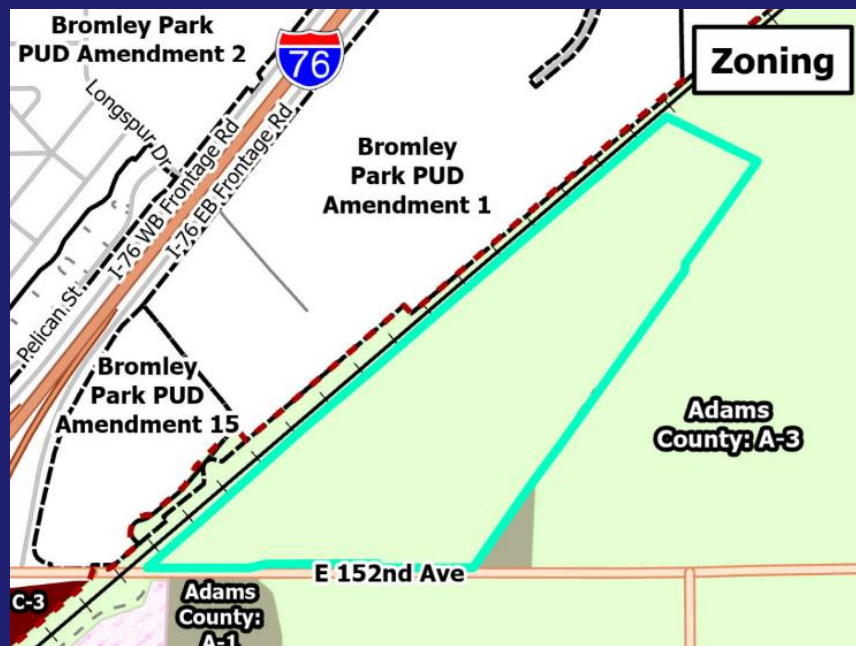 Bromley Park
PUD Amendment 2
76
Zoning
Longspur Dr
I-76 WB Frontage Rd
I-76 EB Frontage Rd
Bromley
Park PUD
Amendment 1
Pelican St
Bromley
Park PUD
Amendment 15
Adams
County: A-3
E 152nd Ave
C-3
Adams
County:
A-1